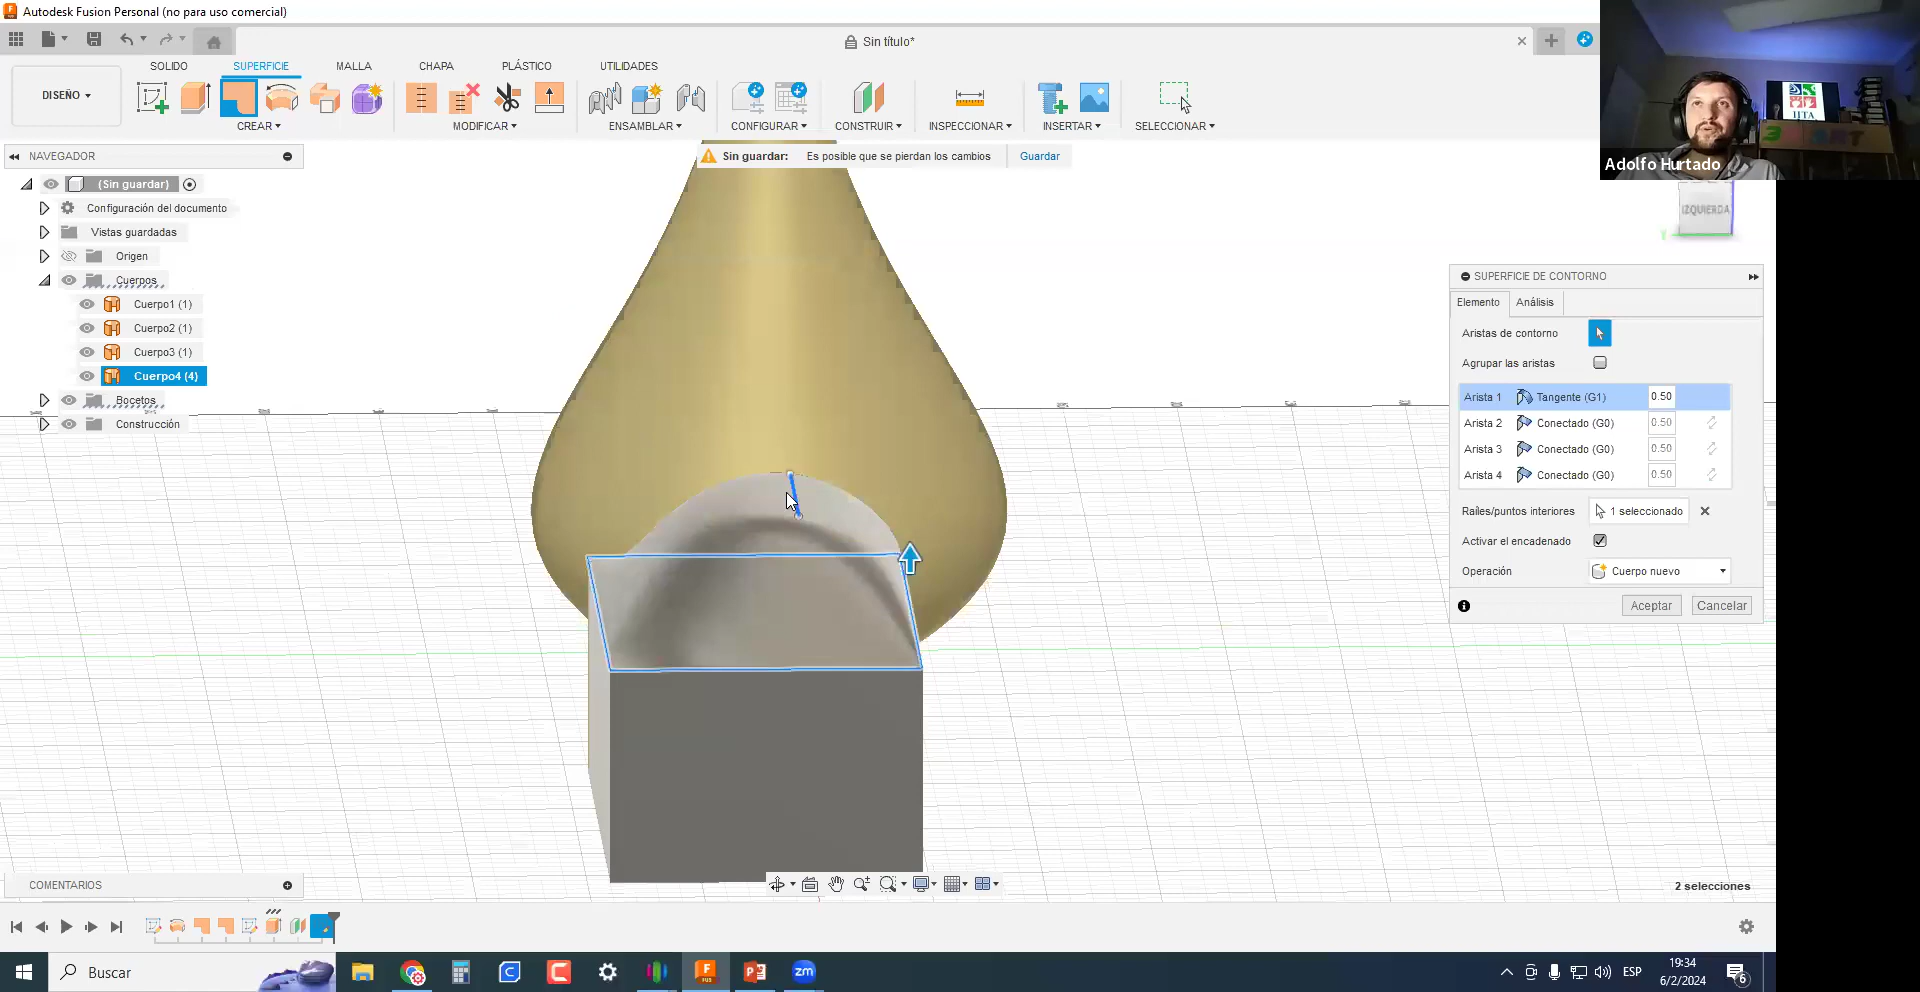 Autodesk Fusion Personal (no para uso comercial)
Sin título*
DISEÑO
SOLIDO
SUPERFICIE
MALLA
CHAPA
PLÁSTICO
UTILIDADES
CREAR
MODIFICAR
ENSAMBLAR
CONFIGURAR
CONSTRUIR
INSPECCIONAR
INSERTAR
SELECCIONAR
IITA
Adolfo Hurtado
NAVEGADOR
Sin guardar: Es posible que se pierdan los cambios Guardar
(Sin guardar)
Configuración del documento
Vistas guardadas
Origen
Cuerpos
Cuerpo1 (1)
Cuerpo2 (1)
Cuerpo3 (1)
Cuerpo4 (4)
Bocetos
Construcción
IZQUIERDA
SUPERFICIE DE CONTORNO
Elemento Análisis
Aristas de contorno
Agrupar las aristas
Arista 1 Tangente (G1) 0.50
Arista 2 Conectado (G0) 0.50
Arista 3 Conectado (G0) 0.50
Arista 4 Conectado (G0) 0.50
Raíles/puntos interiores 1 seleccionado
Activar el encadenado
Operación Cuerpo nuevo
Aceptar Cancelar
COMENTARIOS
2 selecciones
Buscar
ESP
19:34
6/2/2024
6